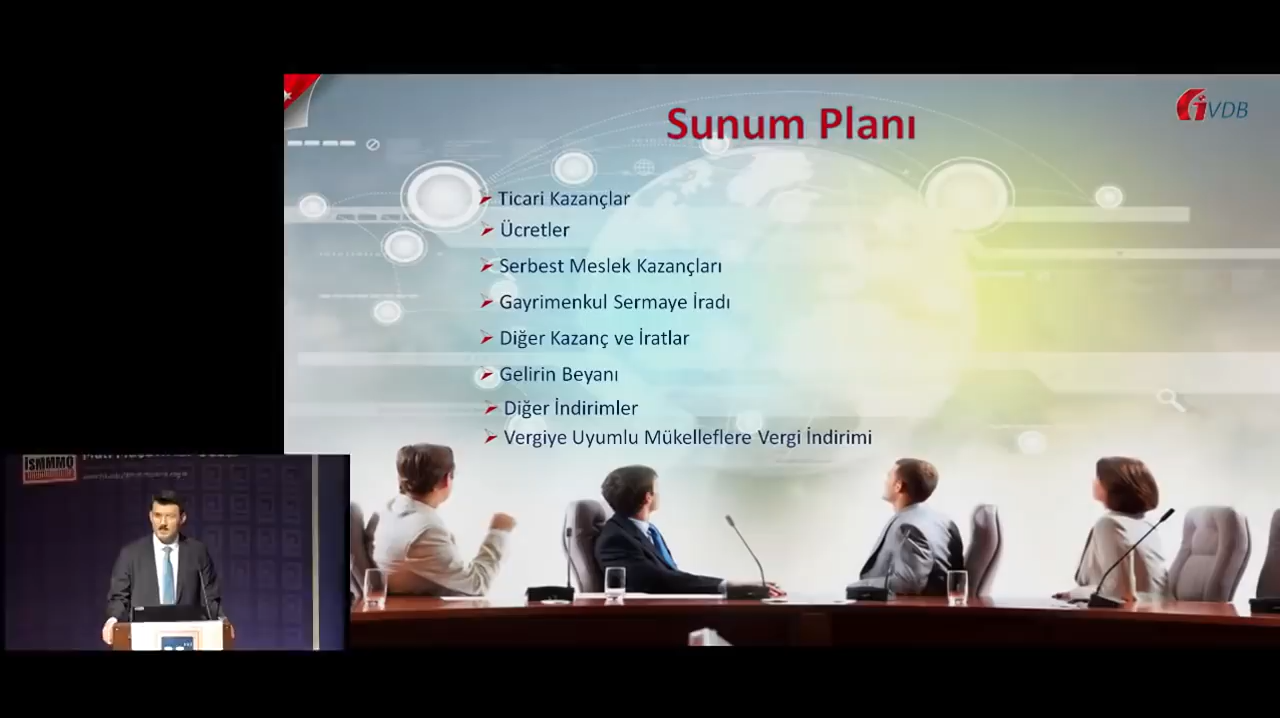 Sunum Planı
VDB
Ticari Kazançlar
Ücretler
Serbest Meslek Kazançları
Gayrimenkul Sermaye İradı
Diğer Kazanç ve İratlar
Gelirin Beyanı
Diğer İndirimler
Vergiye Uyumlu Mükelleflere Vergi İndirimi
İSMMMO